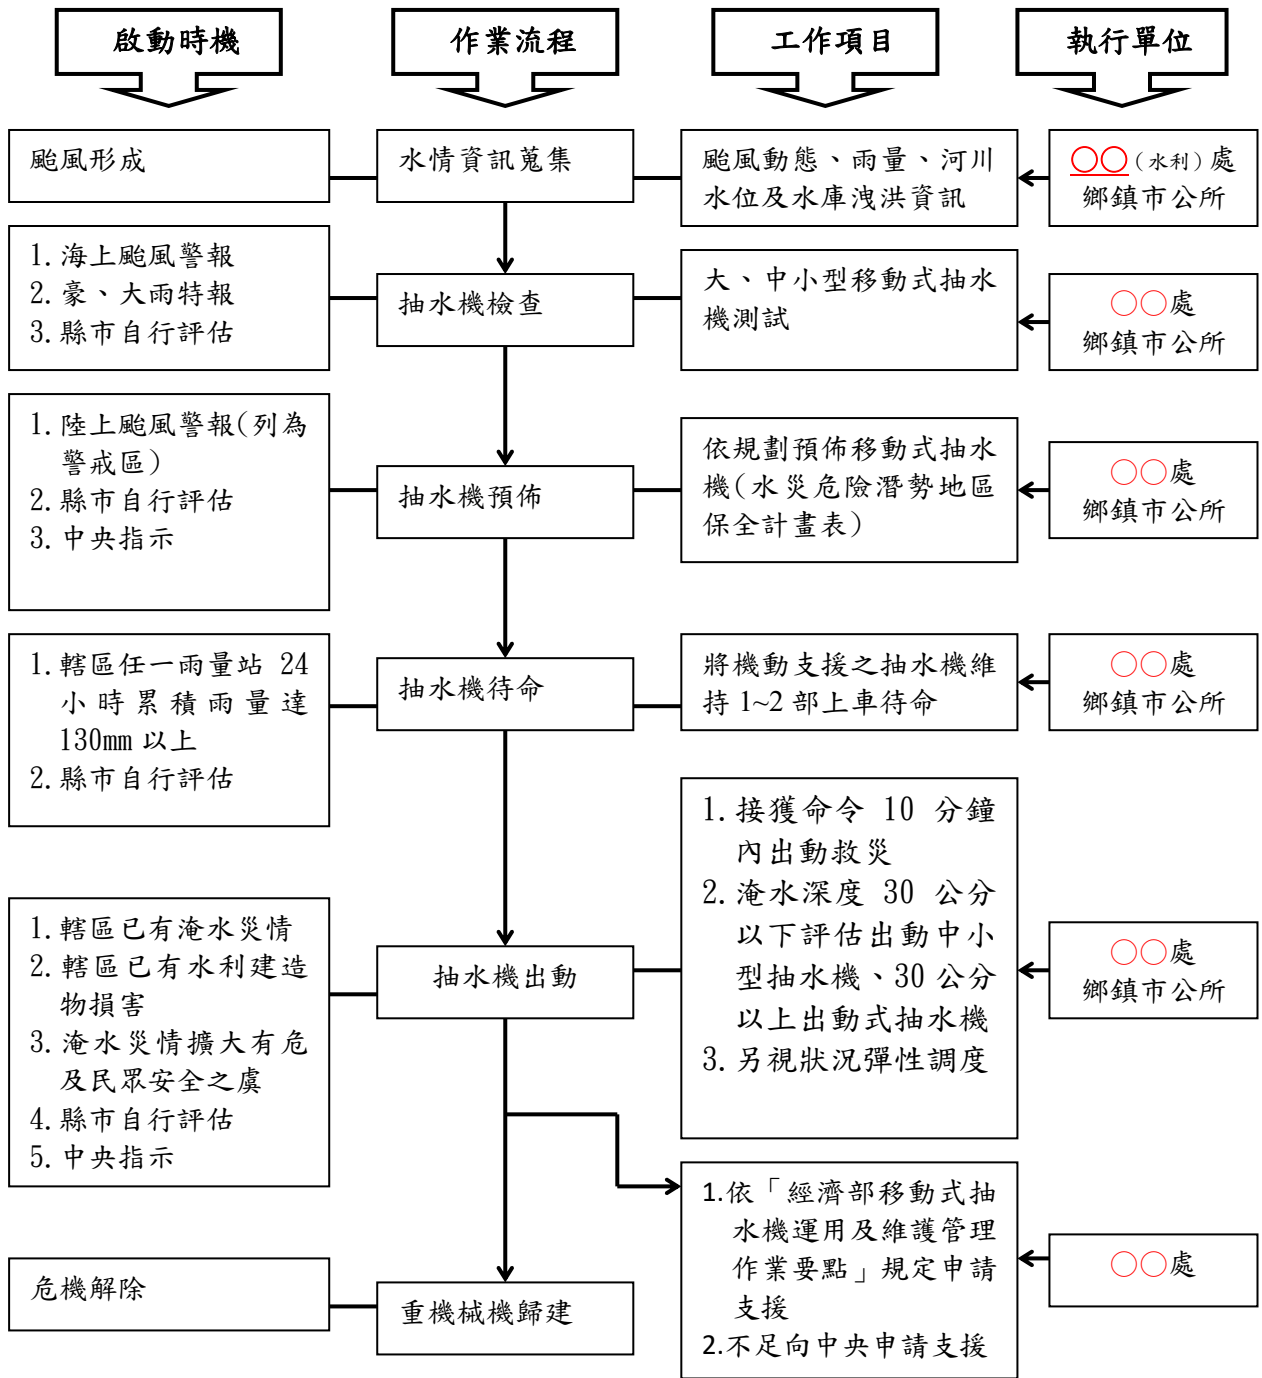 啟動時機
作業流程
工作項目
執行單位
颱風形成
水情資訊蒐集
颱風動態、雨量、河川
水位及水庫洩洪資訊
○○(水利)處
鄉鎮市公所
1.海上颱風警報
2.豪、大雨特報
3.縣市自行評估
抽水機檢查
大、中小型移動式抽水
機測試
○○處
鄉鎮市公所
1.陸上颱風警報(列為
警戒區)
2.縣市自行評估
3.中央指示
抽水機預佈
依規劃預佈移動式抽水
機(水災危險潛勢地區
保全計畫表)
○○處
鄉鎮市公所
1.轄區任一雨量站 24
小時累積雨量達
130mm 以上
2.縣市自行評估
抽水機待命
將機動支援之抽水機維
持 1~2 部上車待命
○○處
鄉鎮市公所
1.轄區已有淹水災情
2.轄區已有水利建造
物損害
3.淹水災情擴大有危
及民眾安全之虞
4.縣市自行評估
5.中央指示
抽水機出動
1.接獲命令 10 分鐘
內出動救災
2.淹水深度 30 公分
以下評估出動中小
型抽水機、30 公分
以上出動式抽水機
3.另視狀況彈性調度
○○處
鄉鎮市公所
1.依「經濟部移動式抽
水機運用及維護管理
作業要點」規定申請
支援
2.不足向中央申請支援
○○處
危機解除
重機械機歸建